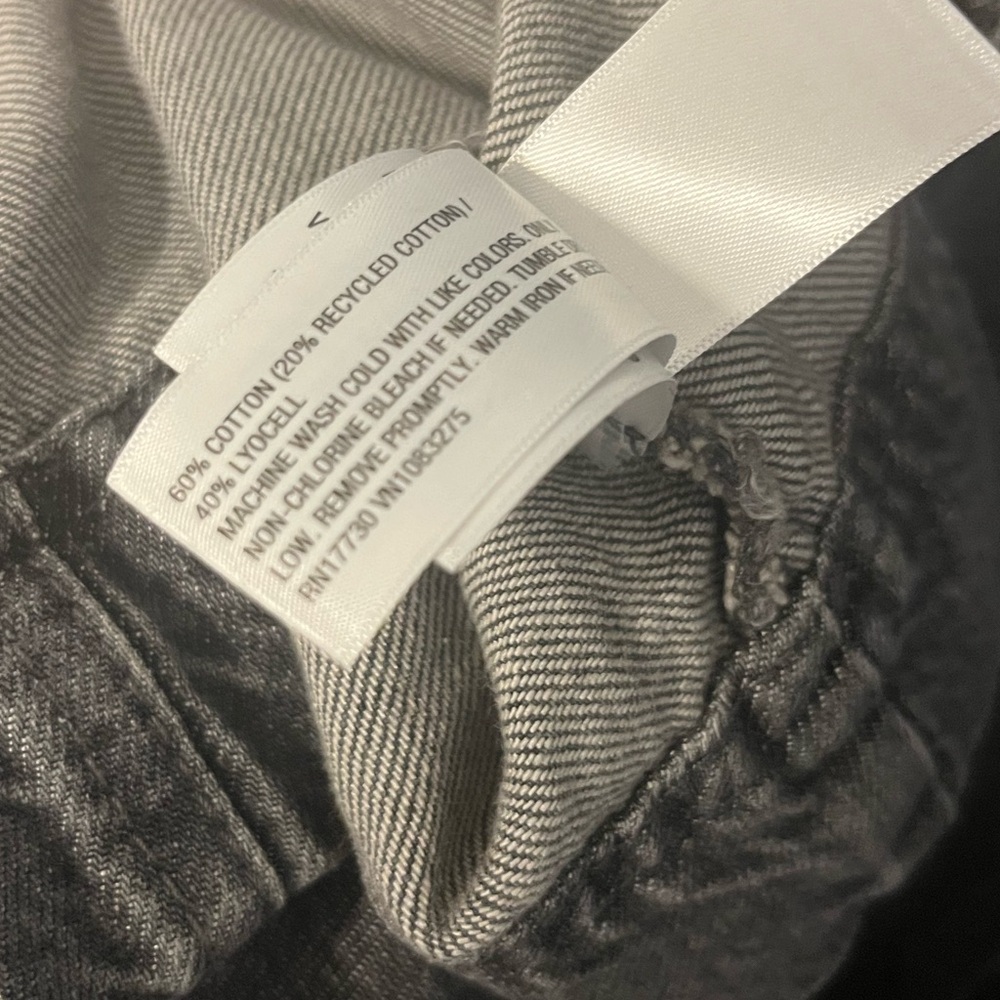 60% COTTON (20% RECYCLED COTTON)/
40% LYOCELL
MACHINE WASH COLD WITH LIKE COLORS.
NON-CHLORINE BLEACH IF NEEDED. TUMBLE
LOW. REMOVE PROMPTLY. WARM IRON IF
RN17730 VN1083275